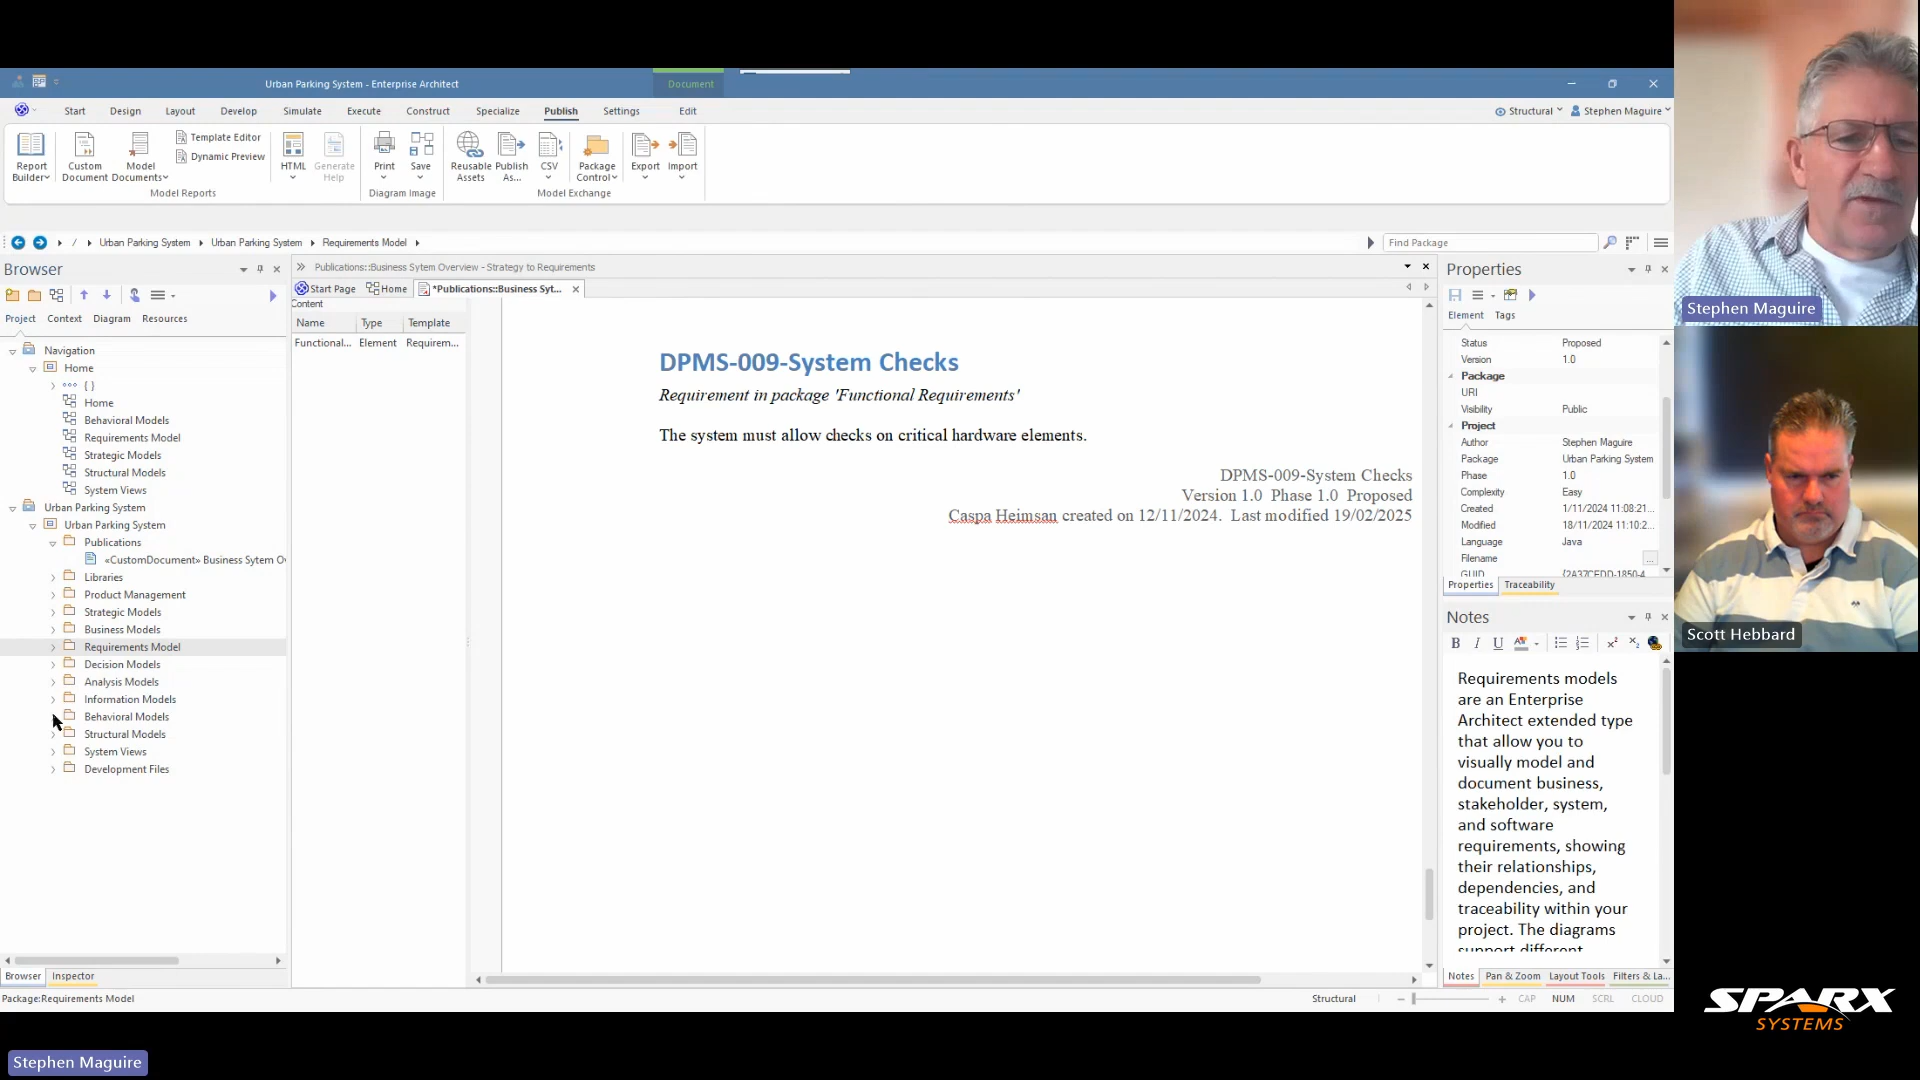 Urban Parking System - Enterprise Architect
Document
Start Design Layout Develop Simulate Execute Construct Specialize Publish Settings Edit
Structural
Stephen Maguire
Report Builder
Custom Document
Model Documents
Template Editor
Dynamic Preview
Model Reports
HTML
Generate Help
Print
Save
Diagram Image
Reusable Assets
Publish As...
CSV
Package Control
Export
Import
Model Exchange
/ Urban Parking System Urban Parking System Requirements Model
Find Package
Browser
Project Context Diagram Resources
Navigation
Home
{ }
Home
Behavioral Models
Requirements Model
Strategic Models
Structural Models
System Views
Urban Parking System
Urban Parking System
Publications
«CustomDocument» Business Sytem O
Libraries
Product Management
Strategic Models
Business Models
Requirements Model
Decision Models
Analysis Models
Information Models
Behavioral Models
Structural Models
System Views
Development Files
Browser Inspector
Package:Requirements Model
Publications::Business Sytem Overview - Strategy to Requirements
Start Page Home *Publications::Business Syt...
Content
Name Type Template
Functional... Element Requirem...
DPMS-009-System Checks
Requirement in package 'Functional Requirements'
The system must allow checks on critical hardware elements.
DPMS-009-System Checks
Version 1.0 Phase 1.0 Proposed
Caspa Heimsan created on 12/11/2024. Last modified 19/02/2025
Properties
Element Tags
Status Proposed
Version 1.0
Package
URI
Visibility Public
Project
Author Stephen Maguire
Package Urban Parking System
Phase 1.0
Complexity Easy
Created 1/11/2024 11:08:21...
Modified 18/11/2024 11:10:2...
Language Java
Filename ...
GUID {2A37CEDD-1850-4
Properties Traceability
Notes
B I U
Requirements models
are an Enterprise
Architect extended type
that allow you to
visually model and
document business,
stakeholder, system,
and software
requirements, showing
their relationships,
dependencies, and
traceability within your
project. The diagrams
support different
Notes Pan & Zoom Layout Tools Filters & La...
Structural CAP NUM SCRL CLOUD
Stephen Maguire
Scott Hebbard
SPARX
SYSTEMS
Stephen Maguire